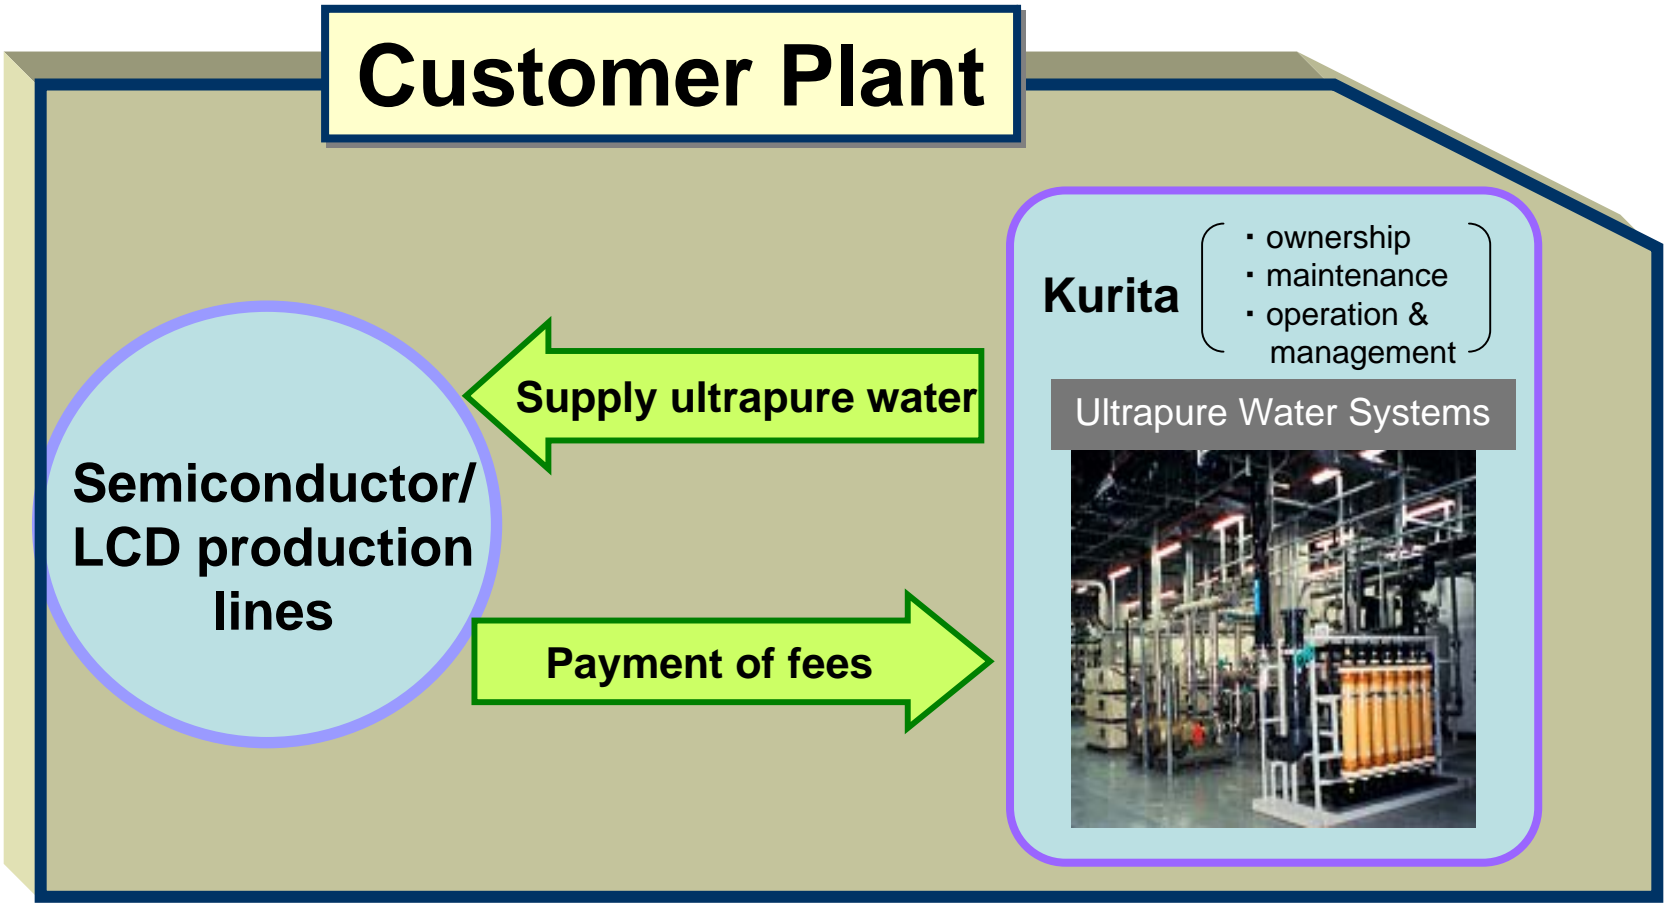 Customer Plant
Kurita
・ownership
・maintenance
・operation &
management
Ultrapure Water Systems
Supply ultrapure water
Semiconductor/
LCD production
lines
Payment of fees